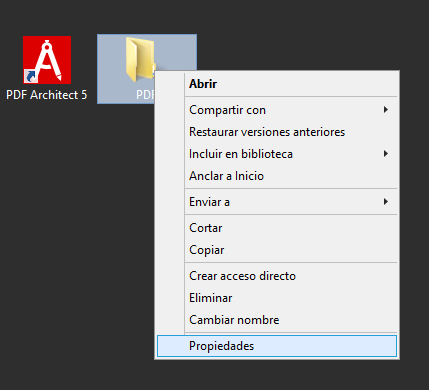 PDF Architect 5
PDF
Abrir
Compartir con
Restaurar versiones anteriores
Incluir en biblioteca
Anclar a Inicio
Enviar a
Cortar
Copiar
Crear acceso directo
Eliminar
Cambiar nombre
Propiedades